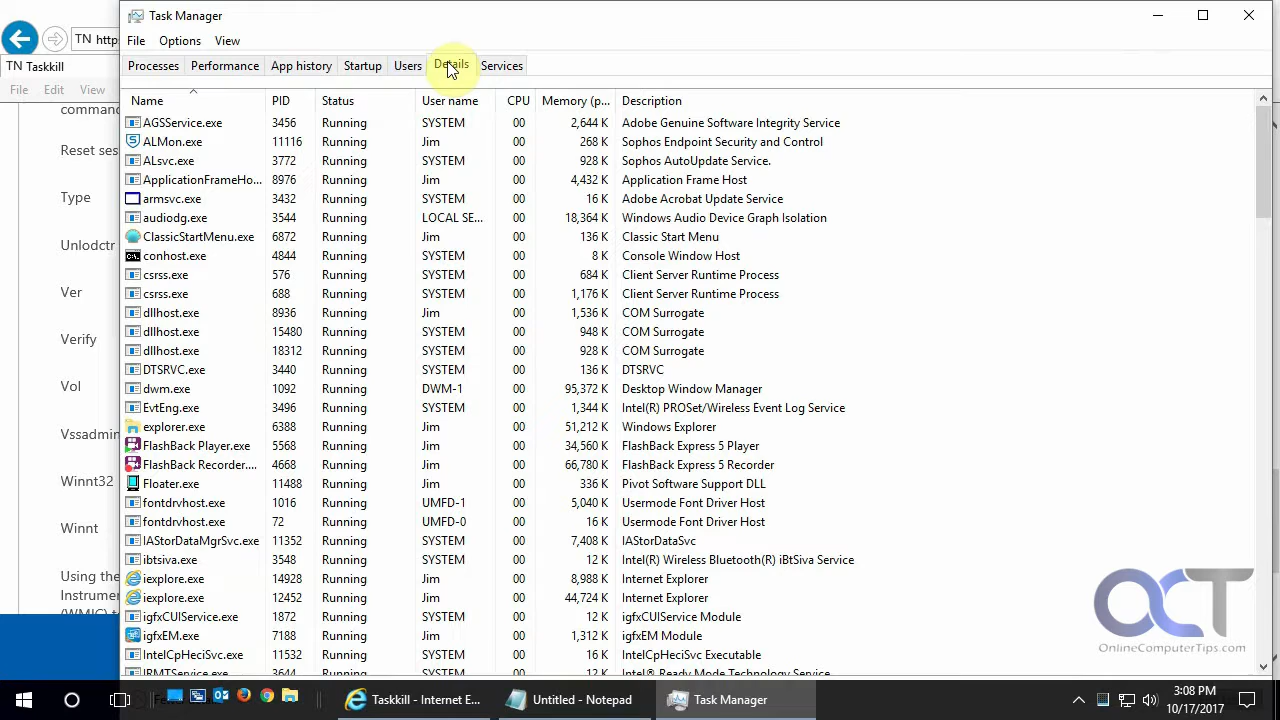 Task Manager
TN https
TN Taskkill
File Options View
Processes Performance App history Startup Users Details Services
File Edit View
Name PID Status User name CPU Memory (p... Description
AGSService.exe 3456 Running SYSTEM 00 2,644 K Adobe Genuine Software Integrity Service
ALMon.exe 11116 Running Jim 00 268 K Sophos Endpoint Security and Control
ALsvc.exe 3772 Running SYSTEM 00 928 K Sophos AutoUpdate Service.
ApplicationFrameHo... 8976 Running Jim 00 4,432 K Application Frame Host
armsvc.exe 3432 Running SYSTEM 00 16 K Adobe Acrobat Update Service
audiodg.exe 3544 Running LOCAL SE... 00 18,364 K Windows Audio Device Graph Isolation
ClassicStartMenu.exe 6872 Running Jim 00 136 K Classic Start Menu
conhost.exe 4844 Running SYSTEM 00 8 K Console Window Host
csrss.exe 576 Running SYSTEM 00 684 K Client Server Runtime Process
csrss.exe 688 Running SYSTEM 00 1,176 K Client Server Runtime Process
dllhost.exe 8936 Running Jim 00 1,536 K COM Surrogate
dllhost.exe 15480 Running SYSTEM 00 948 K COM Surrogate
dllhost.exe 18312 Running SYSTEM 00 928 K COM Surrogate
DTSRVC.exe 3440 Running SYSTEM 00 136 K DTSRVC
dwm.exe 1092 Running DWM-1 00 95,372 K Desktop Window Manager
EvtEng.exe 3496 Running SYSTEM 00 1,344 K Intel(R) PROSet/Wireless Event Log Service
explorer.exe 6388 Running Jim 00 51,212 K Windows Explorer
FlashBack Player.exe 5568 Running Jim 00 34,560 K FlashBack Express 5 Player
FlashBack Recorder.... 4668 Running Jim 00 66,780 K FlashBack Express 5 Recorder
Floater.exe 11488 Running Jim 00 336 K Pivot Software Support DLL
fontdrvhost.exe 1016 Running UMFD-1 00 5,040 K Usermode Font Driver Host
fontdrvhost.exe 72 Running UMFD-0 00 16 K Usermode Font Driver Host
IAStorDataMgrSvc.exe 11352 Running SYSTEM 00 7,408 K IAStorDataSvc
ibtsiva.exe 3548 Running SYSTEM 00 12 K Intel(R) Wireless Bluetooth(R) iBtSiva Service
iexplore.exe 14928 Running Jim 00 8,988 K Internet Explorer
iexplore.exe 12452 Running Jim 00 44,724 K Internet Explorer
igfxCUIService.exe 1872 Running SYSTEM 00 12 K igfxCUIService Module
igfxEM.exe 7188 Running Jim 00 1,312 K igfxEM Module
IntelCpHeciSvc.exe 11532 Running SYSTEM 00 12 K IntelCpHeciSvc Executable
IRMTService.exe 3644 Running SYSTEM 00 12 K Intel® Ready Mode Technology Service
comman
Reset ses
Type
Unlodctr
Ver
Verify
Vol
Vssadmin
Winnt32
Winnt
Using the
Instrumen
(WMIC) t
OCT
OnlineComputerTips.com
Taskkill - Internet E...
Untitled - Notepad
Task Manager
3:08 PM
10/17/2017